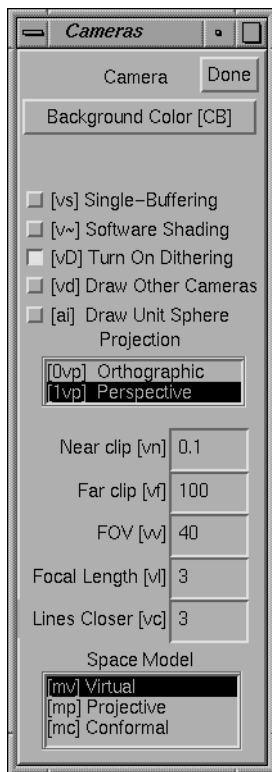 Cameras
Camera Done
Background Color [CB]
[vs] Single-Buffering
[v~] Software Shading
[vD] Turn On Dithering
[vd] Draw Other Cameras
[ai] Draw Unit Sphere
Projection
[0vp] Orthographic
[1vp] Perspective
Near clip [vn] 0.1
Far clip [vf] 100
FOV [vv] 40
Focal Length [vl] 3
Lines Closer [vc] 3
Space Model
[mv] Virtual
[mp] Projective
[mc] Conformal